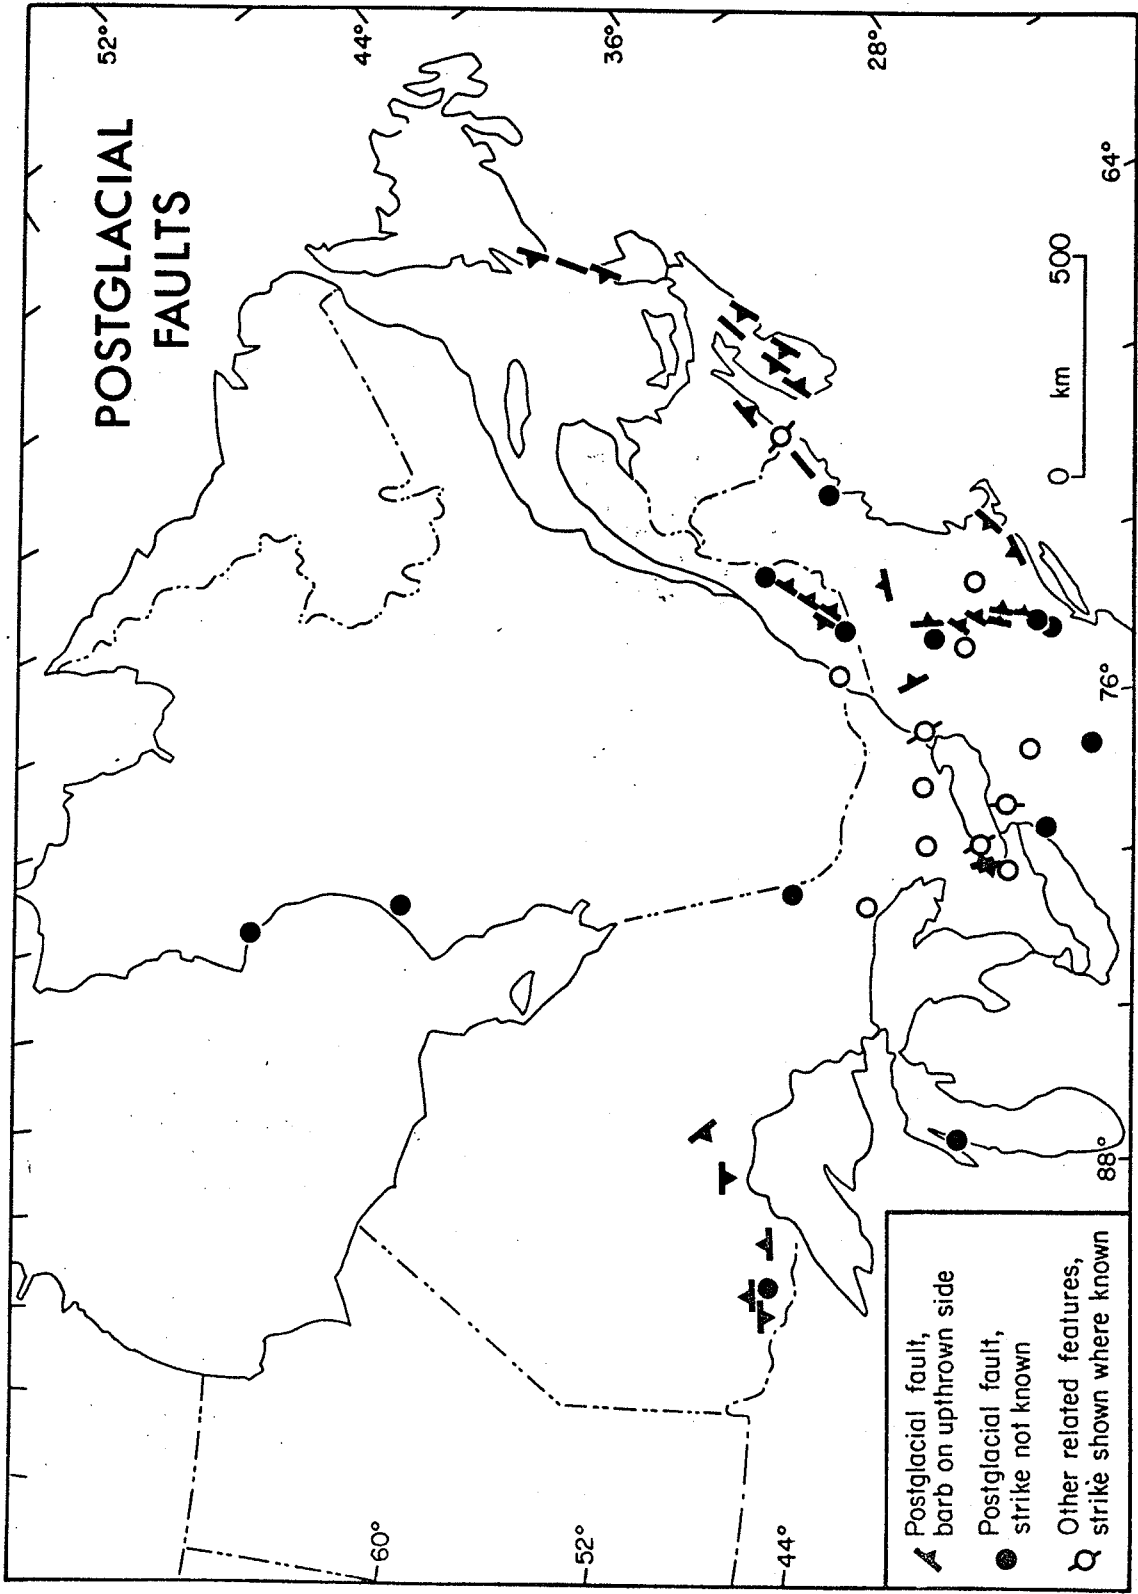 POSTGLACIAL
FAULTS
52°
44°
36°
28°
64°
76°
88°
60°
52°
44°
0 km 500
Postglacial fault,
barb on upthrown side
Postglacial fault,
strike not known
Other related features,
strike shown where known